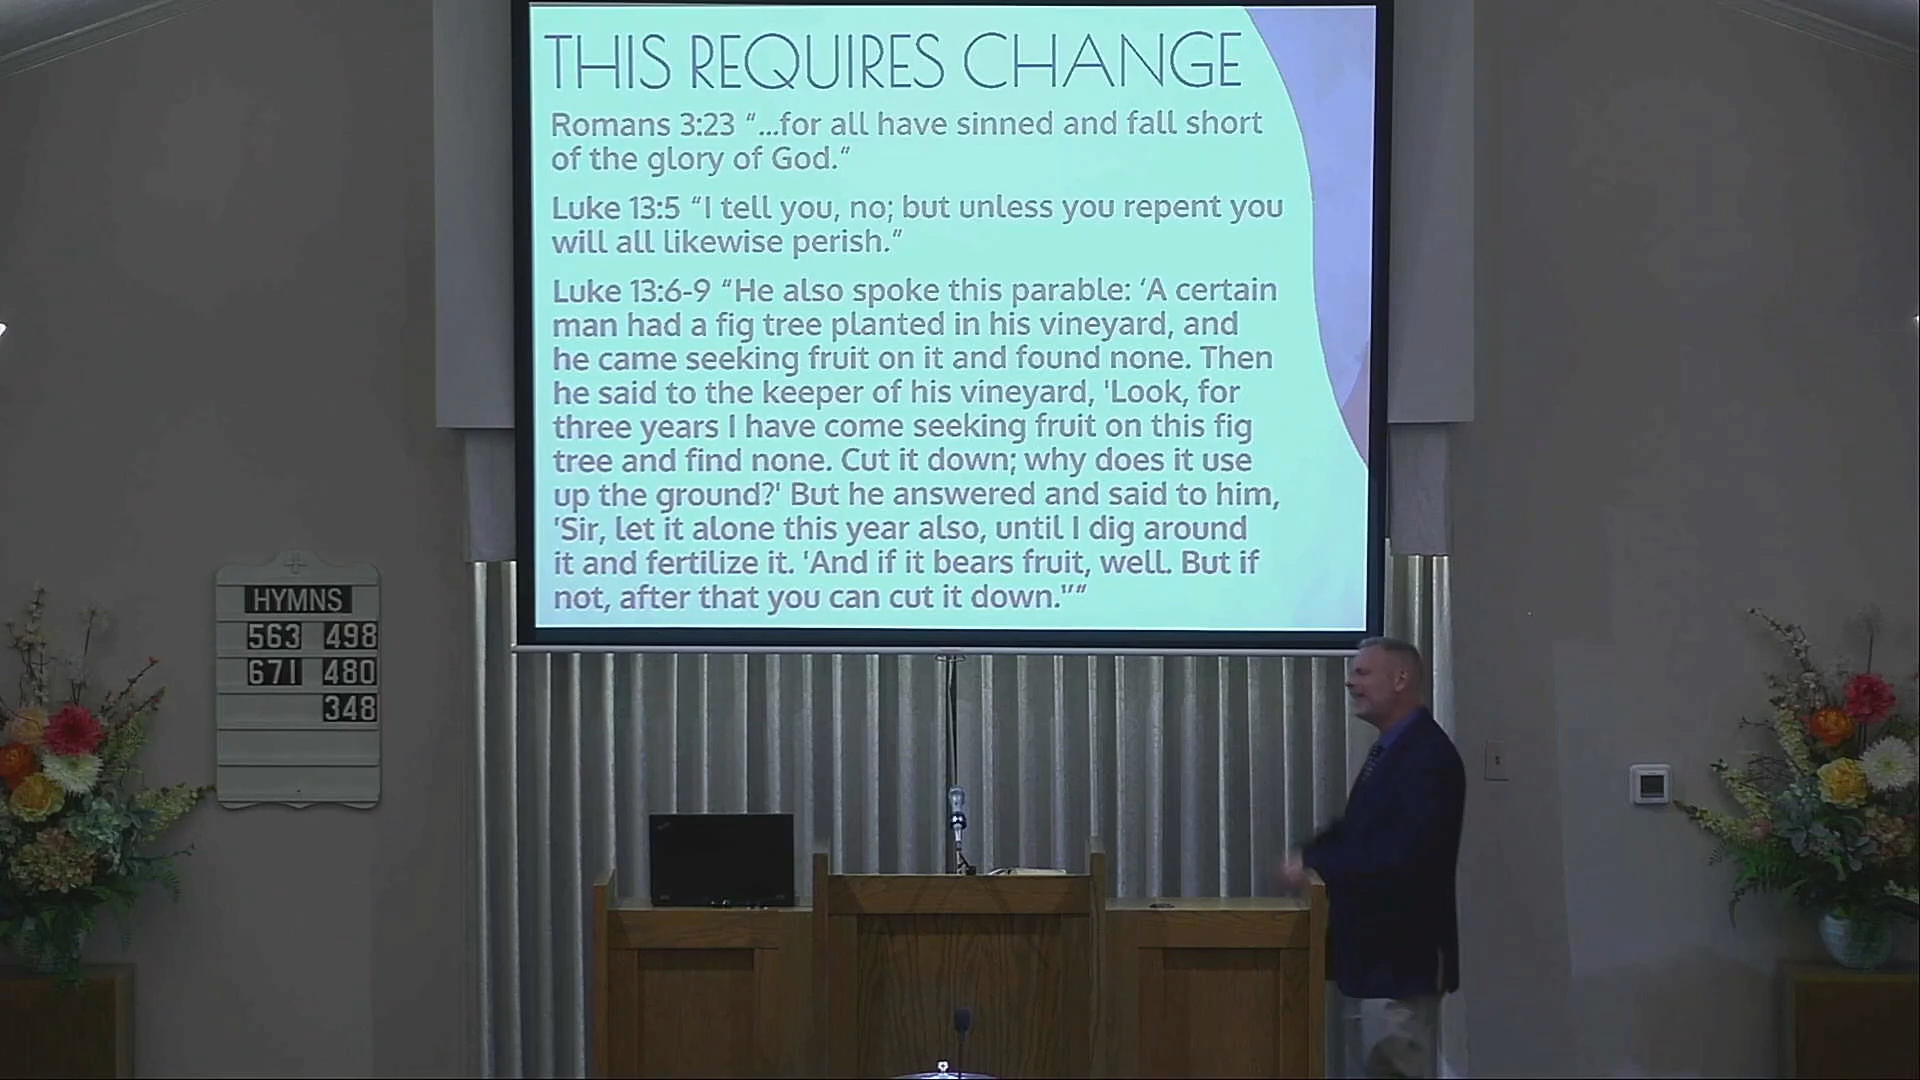 THIS REQUIRES CHANGE
Romans 3:23 “...for all have sinned and fall short
of the glory of God.”
Luke 13:5 “I tell you, no; but unless you repent you
will all likewise perish.”
Luke 13:6-9 “He also spoke this parable: ‘A certain
man had a fig tree planted in his vineyard, and
he came seeking fruit on it and found none. Then
he said to the keeper of his vineyard, 'Look, for
three years I have come seeking fruit on this fig
tree and find none. Cut it down; why does it use
up the ground?' But he answered and said to him,
'Sir, let it alone this year also, until I dig around
it and fertilize it. 'And if it bears fruit, well. But if
not, after that you can cut it down.'’“
HYMNS
563 498
671 480
348